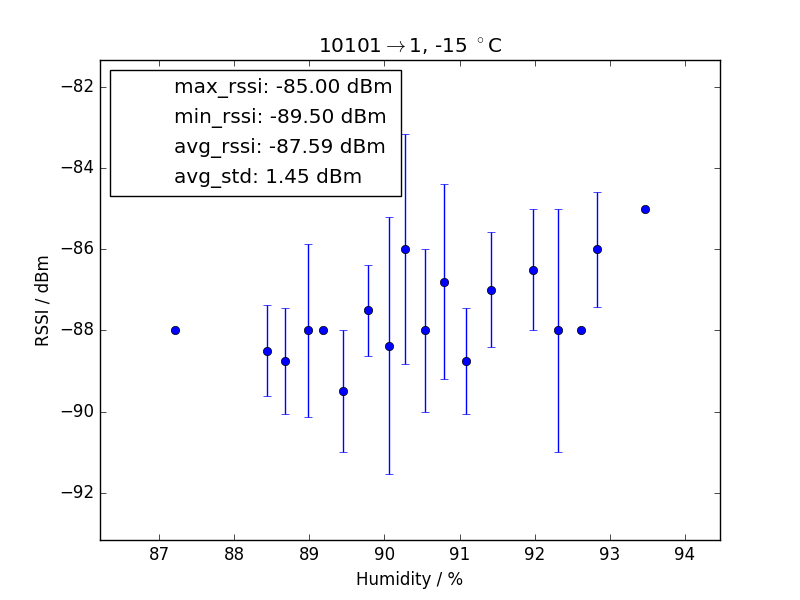 10101→1, -15 °C
max_rssi: -85.00 dBm
min_rssi: -89.50 dBm
avg_rssi: -87.59 dBm
avg_std: 1.45 dBm
RSSI / dBm
−82
−84
−86
−88
−90
−92
87 88 89 90 91 92 93 94
Humidity / %